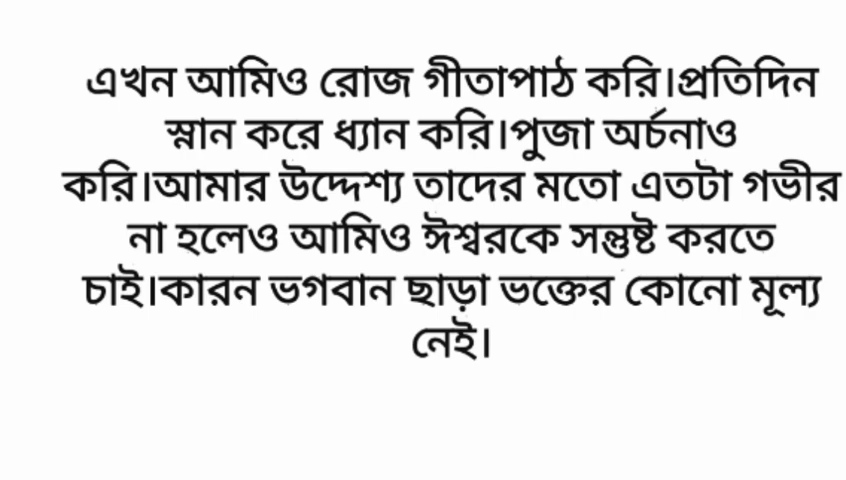 এখন আমিও রোজ গীতাপাঠ করি।প্রতিদিন
স্নান করে ধ্যান করি।পুজা অর্চনাও
করি।আমার উদ্দেশ্য তাদের মতো এতটা গভীর
না হলেও আমিও ঈশ্বরকে সন্তুষ্ট করতে
চাই।কারন ভগবান ছাড়া ভক্তের কোনো মূল্য
নেই।